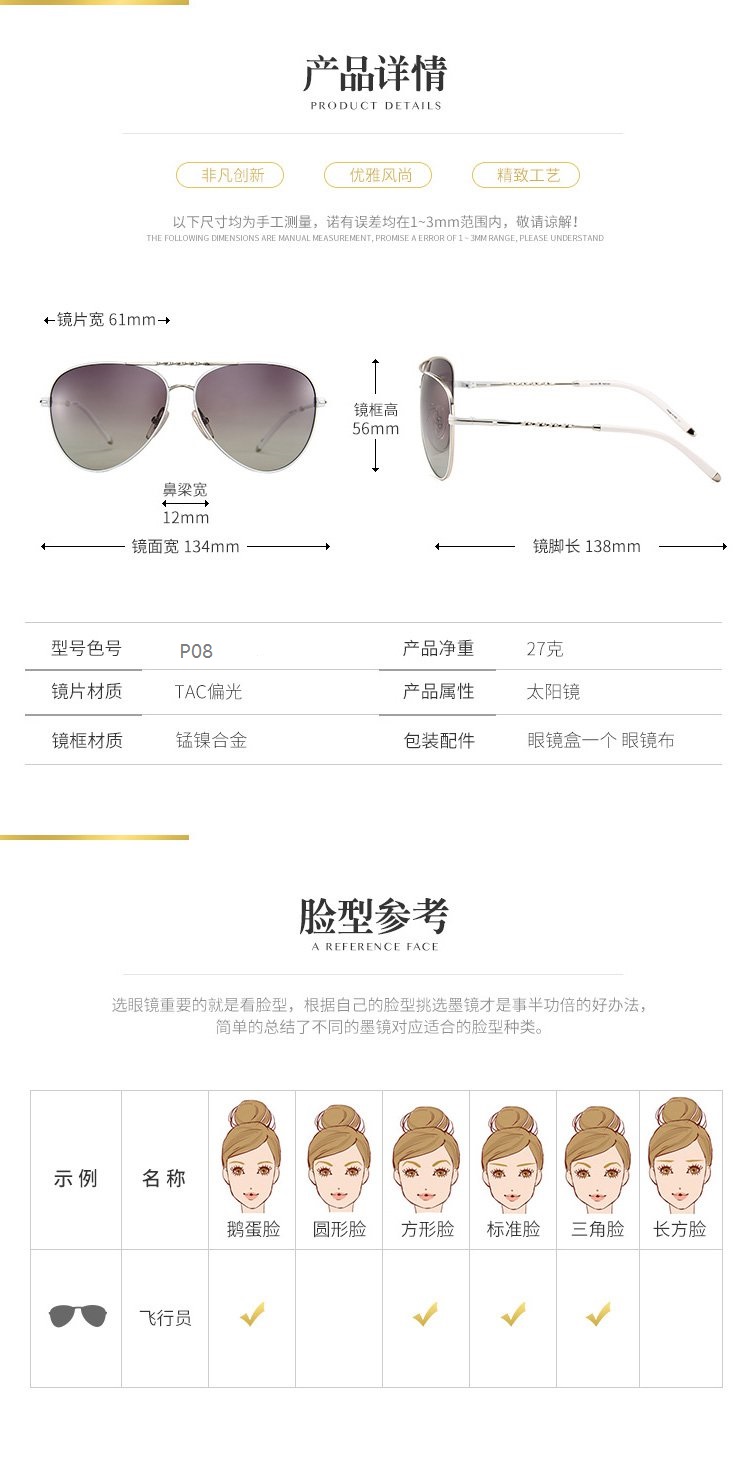 产品详情
PRODUCT DETAILS
非凡创新 优雅风尚 精致工艺
以下尺寸均为手工测量，诺有误差均在1~3mm范围内，敬请谅解！
THE FOLLOWING DIMENSIONS ARE MANUAL MEASUREMENT, PROMISE A ERROR OF 1 ~ 3MM RANGE, PLEASE UNDERSTAND
镜片宽 61mm
镜框高
56mm
鼻梁宽
12mm
镜面宽 134mm
镜脚长 138mm
型号色号 P08 产品净重 27克
镜片材质 TAC偏光 产品属性 太阳镜
镜框材质 锰镍合金 包装配件 眼镜盒一个 眼镜布
脸型参考
A REFERENCE FACE
选眼镜重要的就是看脸型，根据自己的脸型挑选墨镜才是事半功倍的好办法，
简单的总结了不同的墨镜对应适合的脸型种类。
示例 名称 鹅蛋脸 圆形脸 方形脸 标准脸 三角脸 长方脸
飞行员